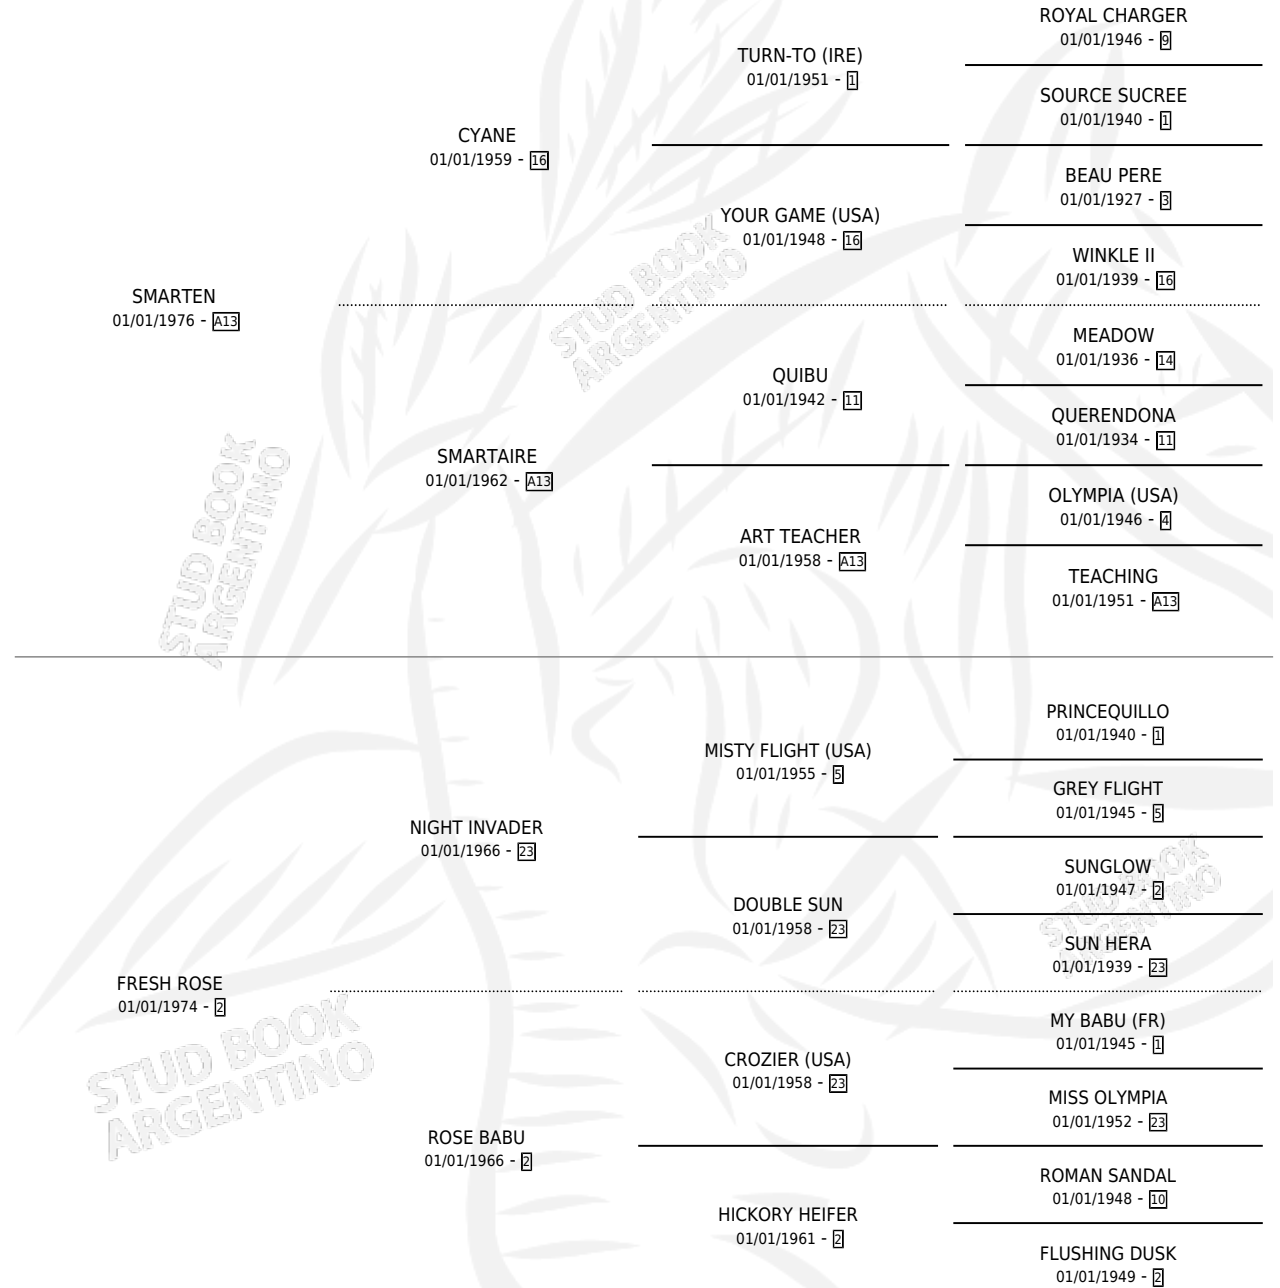 ROYAL CHARGER
01/01/1946 - 9
TURN-TO (IRE)
01/01/1951 - 1
SOURCE SUCREE
01/01/1940 - 1
CYANE
01/01/1959 - 16
BEAU PERE
01/01/1927 - 3
YOUR GAME (USA)
01/01/1948 - 16
WINKLE II
01/01/1939 - 16
SMARTEN
01/01/1976 - A13
STUD BOOK
ARGENTINO
MEADOW
01/01/1936 - 14
QUIBU
01/01/1942 - 11
QUERENDONA
01/01/1934 - 11
SMARTAIRE
01/01/1962 - A13
OLYMPIA (USA)
01/01/1946 - 4
ART TEACHER
01/01/1958 - A13
TEACHING
01/01/1951 - A13
STUD BOOK
ARGENTINO
PRINCEQUILLO
01/01/1940 - 1
MISTY FLIGHT (USA)
01/01/1955 - 5
GREY FLIGHT
01/01/1945 - 5
NIGHT INVADER
01/01/1966 - 23
SUNGLOW
01/01/1947 - 2
DOUBLE SUN
01/01/1958 - 23
SUN HERA
01/01/1939 - 23
STUD BOOK
ARGENTINO
FRESH ROSE
01/01/1974 - 2
MY BABU (FR)
01/01/1945 - 1
CROZIER (USA)
01/01/1958 - 23
MISS OLYMPIA
01/01/1952 - 23
STUD BOOK
ARGENTINO
ROSE BABU
01/01/1966 - 2
ROMAN SANDAL
01/01/1948 - 10
HICKORY HEIFER
01/01/1961 - 2
FLUSHING DUSK
01/01/1949 - 2